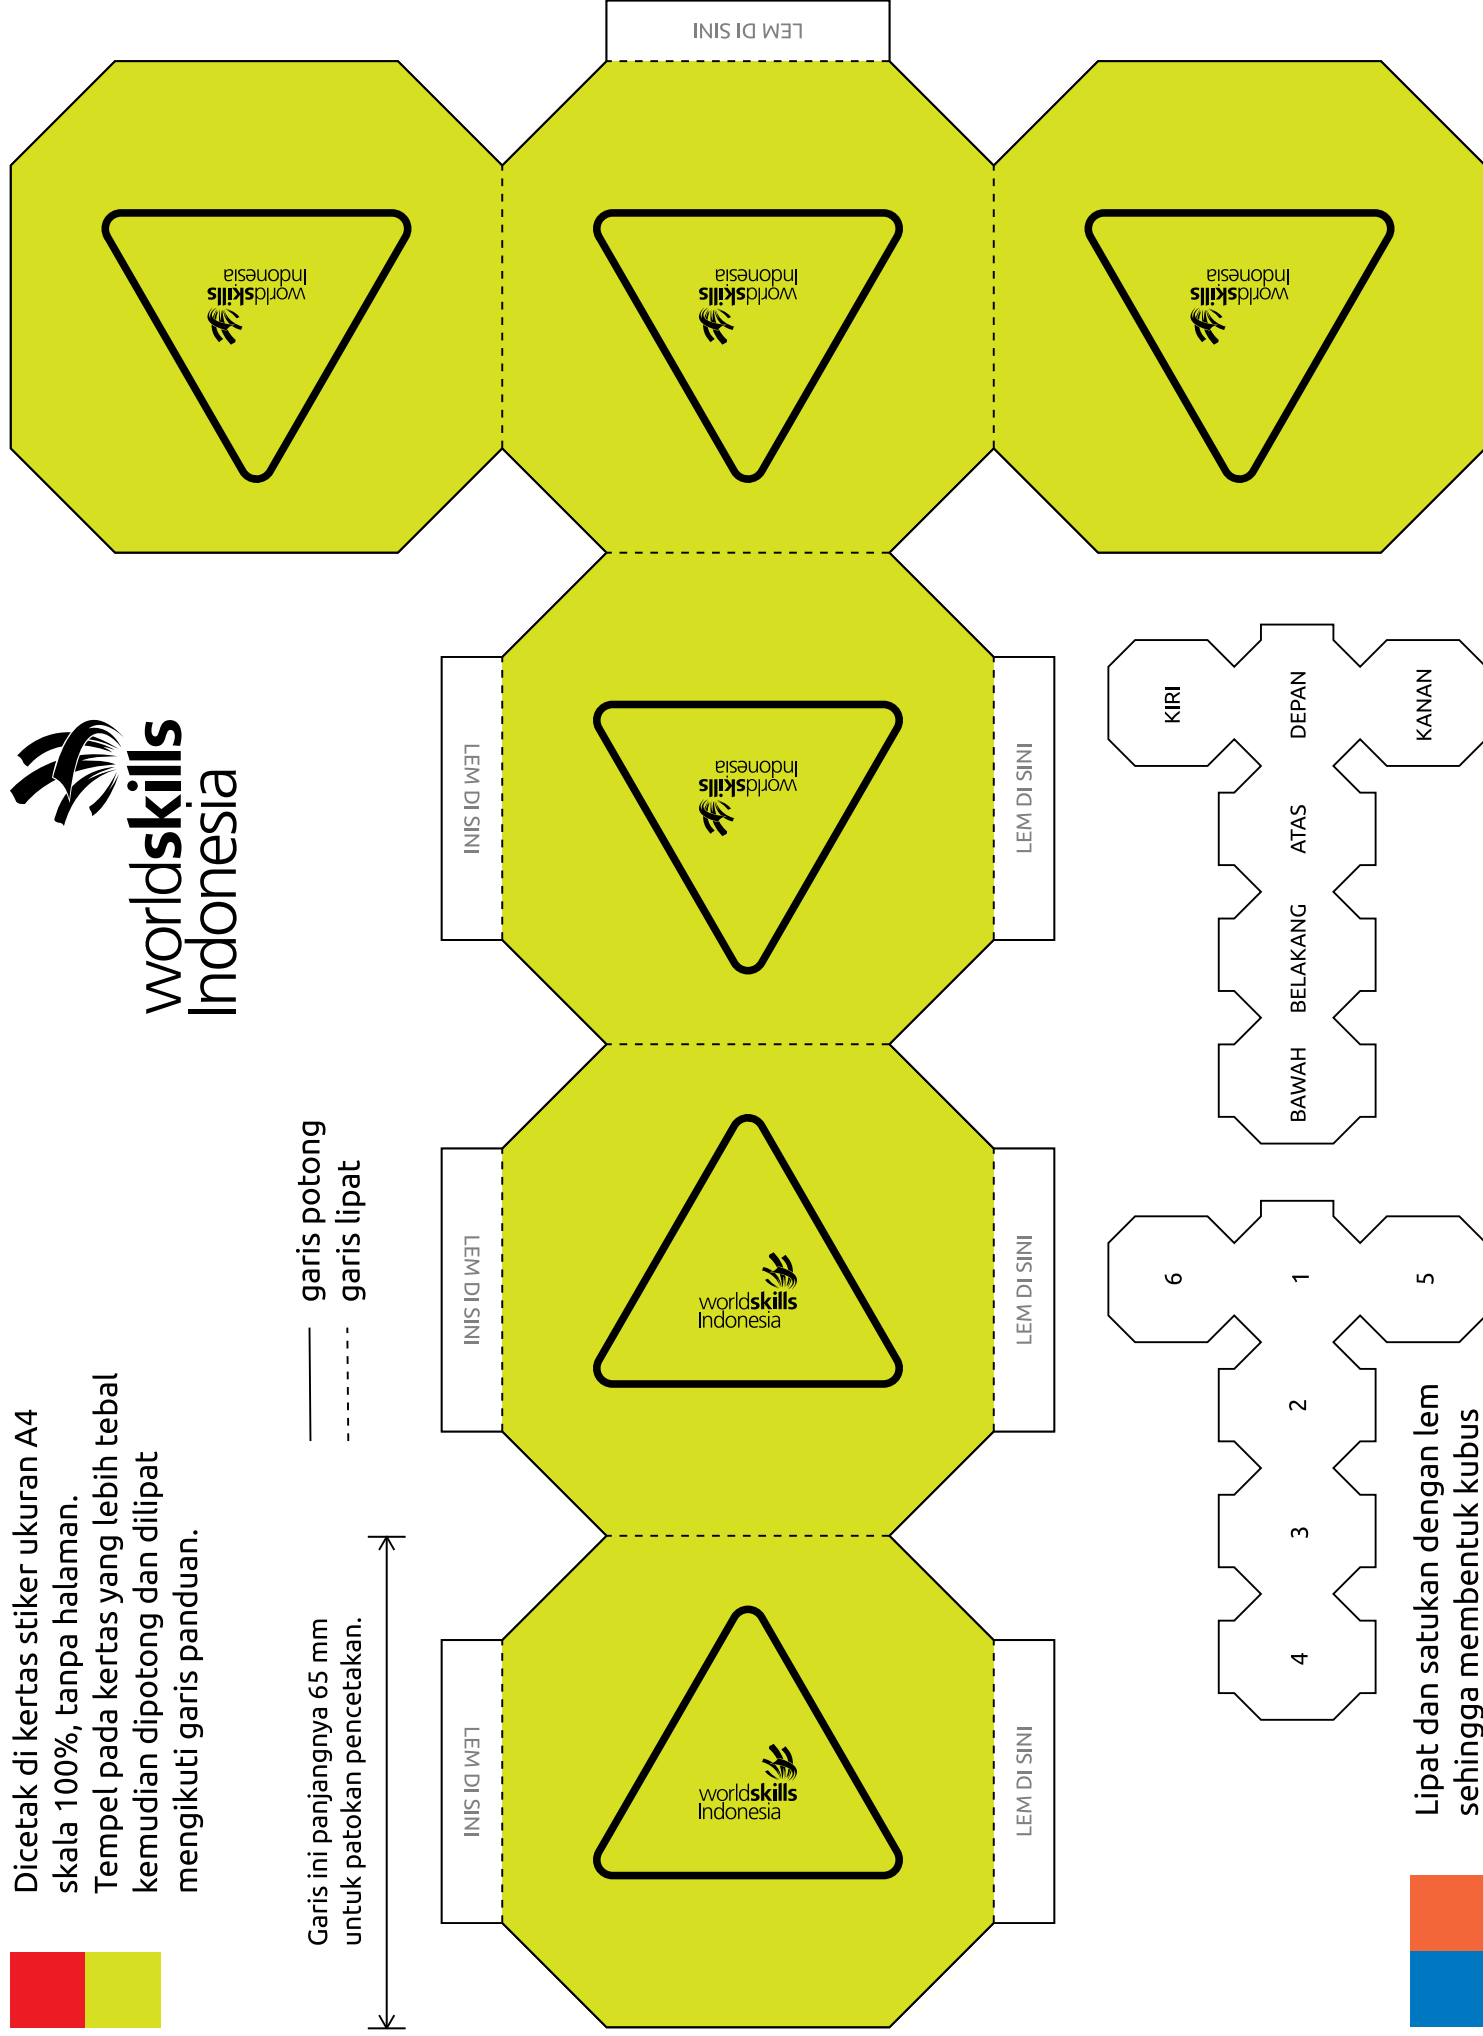 Dicetak di kertas stiker ukuran A4
skala 100%, tanpa halaman.
Tempel pada kertas yang lebih tebal
kemudian dipotong dan dilipat
mengikuti garis panduan.
garis potong
garis lipat
Garis ini panjangnya 65 mm
untuk patokan pencetakan.
worldskills
Indonesia
LEM DI SINI
worldskills
Indonesia
worldskills
Indonesia
worldskills
Indonesia
LEM DI SINI
worldskills
Indonesia
LEM DI SINI
LEM DI SINI
worldskills
Indonesia
LEM DI SINI
LEM DI SINI
worldskills
Indonesia
LEM DI SINI
KIRI
BAWAH
BELAKANG
ATAS
DEPAN
KANAN
6
4
3
2
1
5
Lipat dan satukan dengan lem
sehingga membentuk kubus